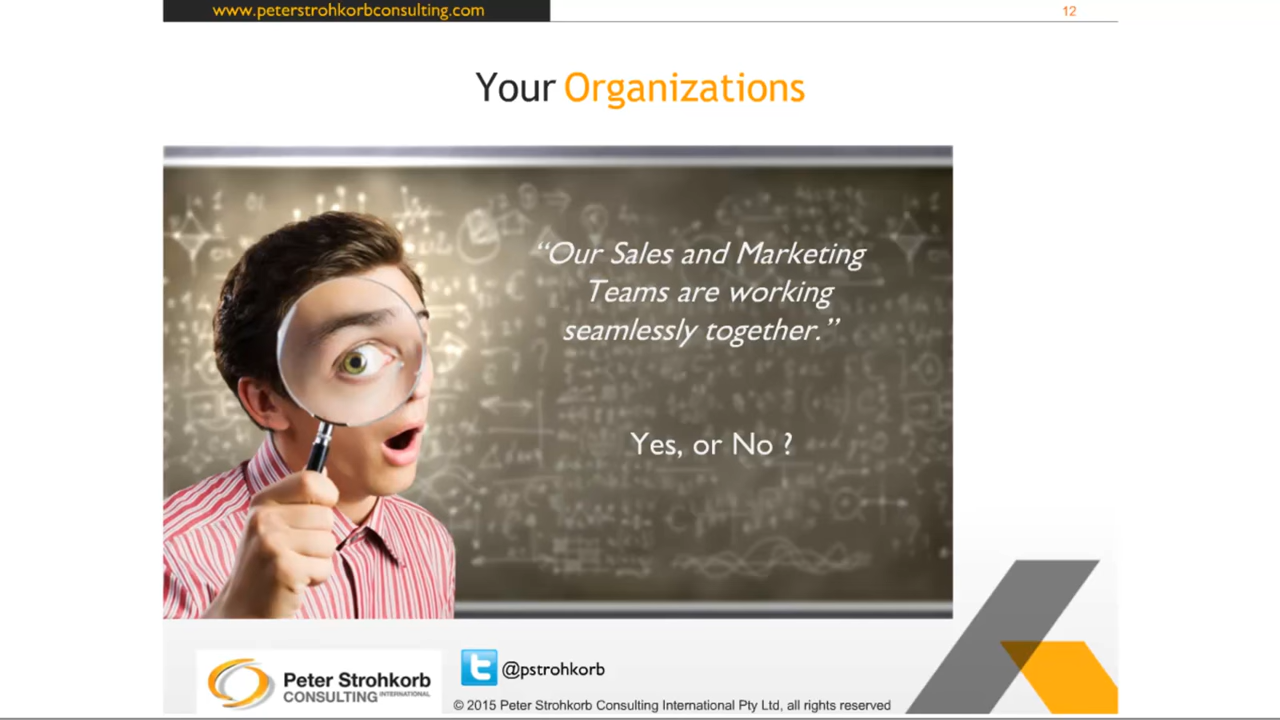 www.peterstrohkorbconsulting.com
12
Your Organizations
“Our Sales and Marketing
Teams are working
seamlessly together.”
Yes, or No ?
Peter Strohkorb
CONSULTING INTERNATIONAL
@pstrohkorb
© 2015 Peter Strohkorb Consulting International Pty Ltd, all rights reserved